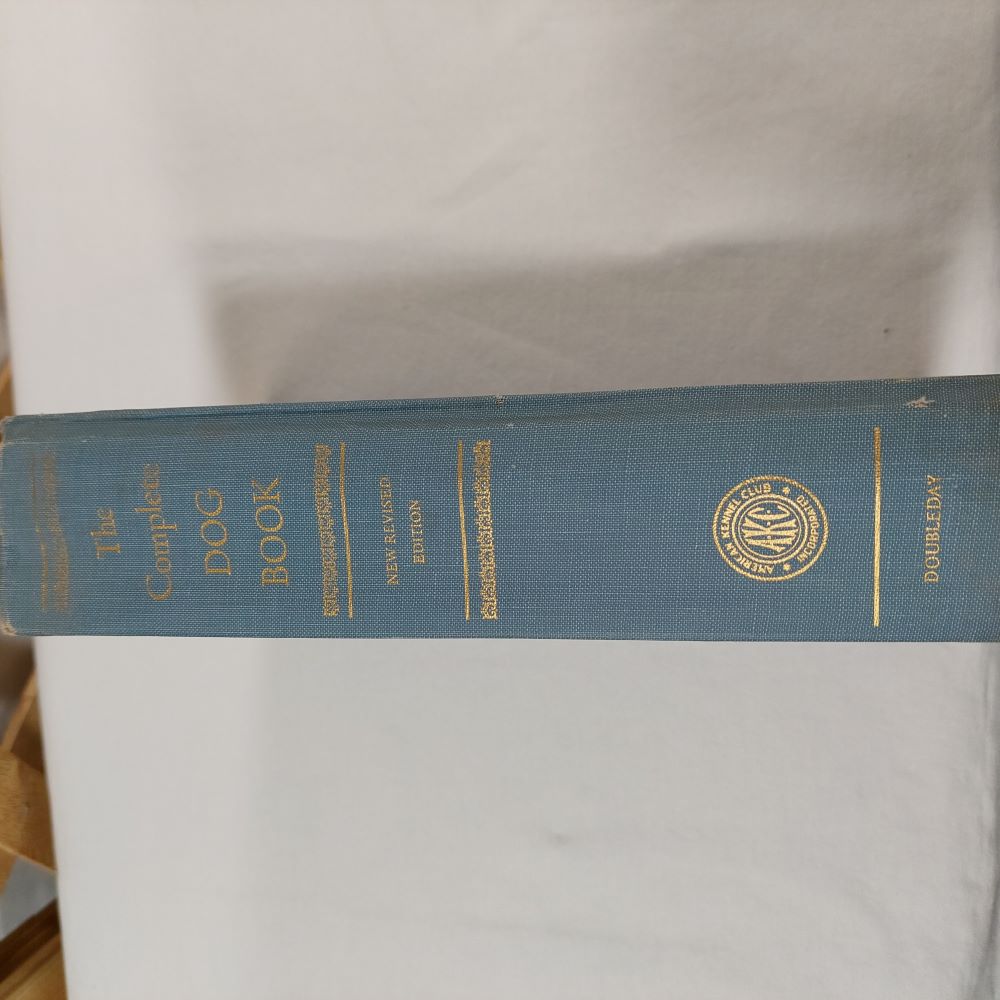 The
Complete
DOG
BOOK
NEW REVISED
EDITION
AMERICAN KENNEL CLUB
AKC
INCORPORATED
DOUBLEDAY